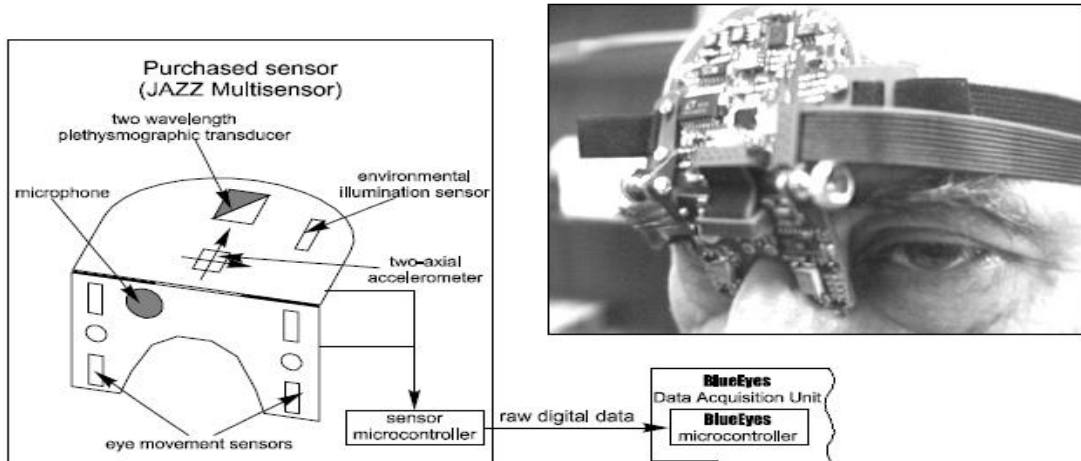 Purchased sensor
(JAZZ Multisensor)
two wavelength
plethysmographic transducer
microphone
environmental
illumination sensor
two-axial
accelerometer
eye movement sensors
sensor
microcontroller
raw digital data
BlueEyes
Data Acquisition Unit
BlueEyes
microcontroller